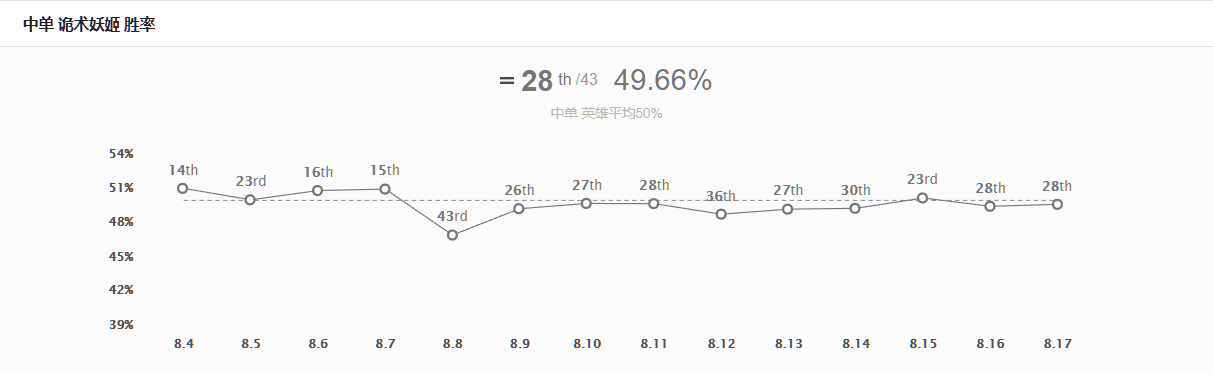 中单 诡术妖姬 胜率
= 28 th /43 49.66%
中单 英雄平均50%
54%
51%
48%
45%
42%
39%
14th 23rd 16th 15th 43rd 26th 27th 28th 36th 27th 30th 23rd 28th 28th
8.4 8.5 8.6 8.7 8.8 8.9 8.10 8.11 8.12 8.13 8.14 8.15 8.16 8.17